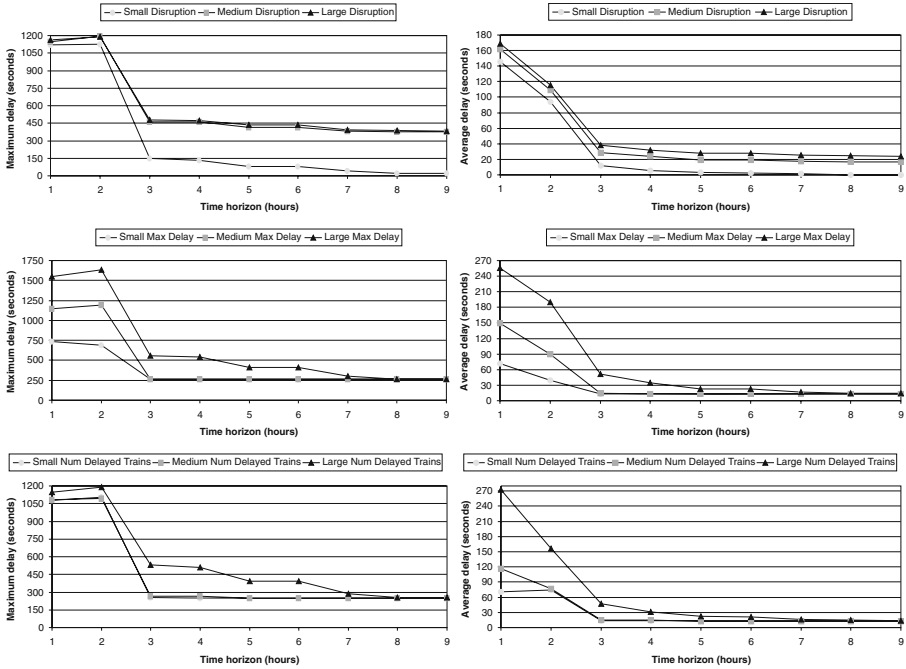 Small Disruption Medium Disruption Large Disruption
Maximum delay (seconds)
1200
1050
900
750
600
450
300
150
0
1 2 3 4 5 6 7 8 9
Time horizon (hours)
Small Disruption Medium Disruption Large Disruption
Average delay (seconds)
180
160
140
120
100
80
60
40
20
0
1 2 3 4 5 6 7 8 9
Time horizon (hours)
Small Max Delay Medium Max Delay Large Max Delay
Maximum delay (seconds)
1750
1500
1250
1000
750
500
250
0
1 2 3 4 5 6 7 8 9
Time horizon (hours)
Small Max Delay Medium Max Delay Large Max Delay
Average delay (seconds)
270
240
210
180
150
120
90
60
30
0
1 2 3 4 5 6 7 8 9
Time horizon (hours)
Small Num Delayed Trains Medium Num Delayed Trains Large Num Delayed Trains
Maximum delay (seconds)
1200
1050
900
750
600
450
300
150
0
1 2 3 4 5 6 7 8 9
Time horizon (hours)
Small Num Delayed Trains Medium Num Delayed Trains Large Num Delayed Trains
Average delay (seconds)
270
240
210
180
150
120
90
60
30
0
1 2 3 4 5 6 7 8 9
Time horizon (hours)